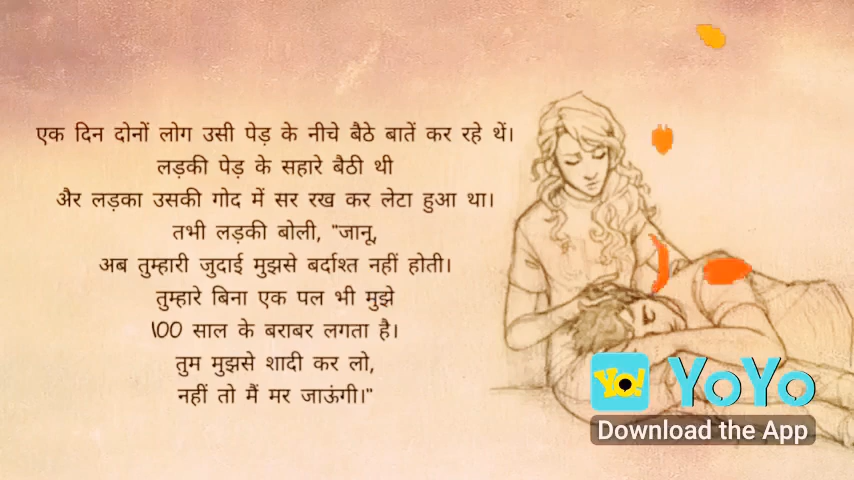 एक दिन दोनों लोग उसी पेड़ के नीचे बैठे बातें कर रहे थें।
लड़की पेड़ के सहारे बैठी थी
अैर लड़का उसकी गोद में सर रख कर लेटा हुआ था।
तभी लड़की बोली, "जानू,
अब तुम्हारी जुदाई मुझसे बर्दाश्त नहीं होती।
तुम्हारे बिना एक पल भी मुझे
100 साल के बराबर लगता है।
तुम मुझसे शादी कर लो,
नहीं तो मैं मर जाऊंगी।"
Yo!
YoYo
Download the App